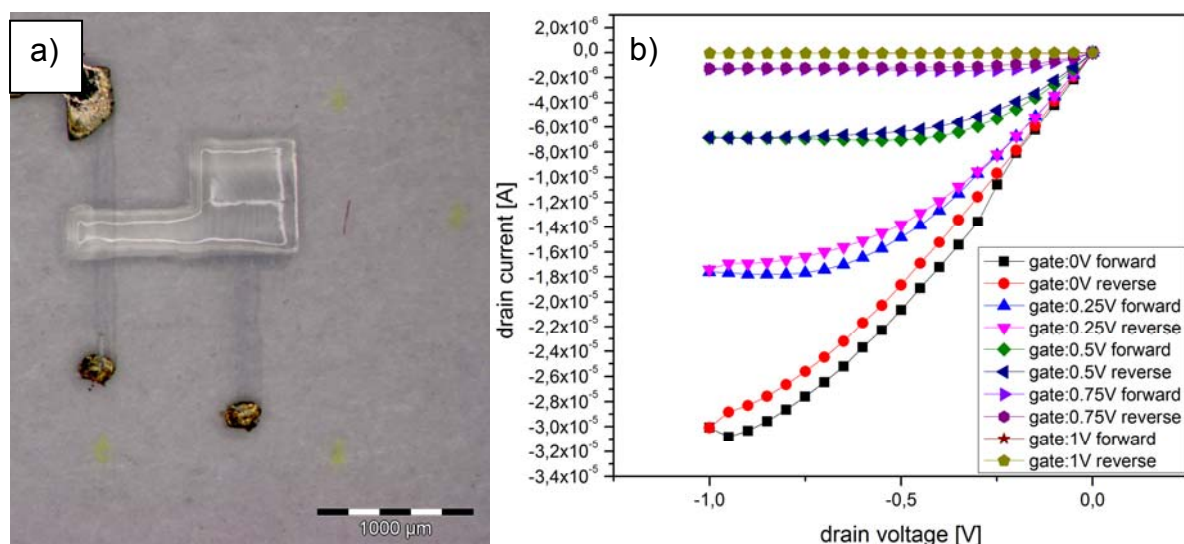 a)
1000 µm
b)
2,0x10⁻⁶
0,0
-2,0x10⁻⁶
-4,0x10⁻⁶
-6,0x10⁻⁶
-8,0x10⁻⁶
-1,0x10⁻⁵
-1,2x10⁻⁵
-1,4x10⁻⁵
-1,6x10⁻⁵
-1,8x10⁻⁵
-2,0x10⁻⁵
-2,2x10⁻⁵
-2,4x10⁻⁵
-2,6x10⁻⁵
-2,8x10⁻⁵
-3,0x10⁻⁵
-3,2x10⁻⁵
-3,4x10⁻⁵
drain current [A]
gate:0V forward
gate:0V reverse
gate:0.25V forward
gate:0.25V reverse
gate:0.5V forward
gate:0.5V reverse
gate:0.75V forward
gate:0.75V reverse
gate:1V forward
gate:1V reverse
-1,0
-0,5
0,0
drain voltage [V]